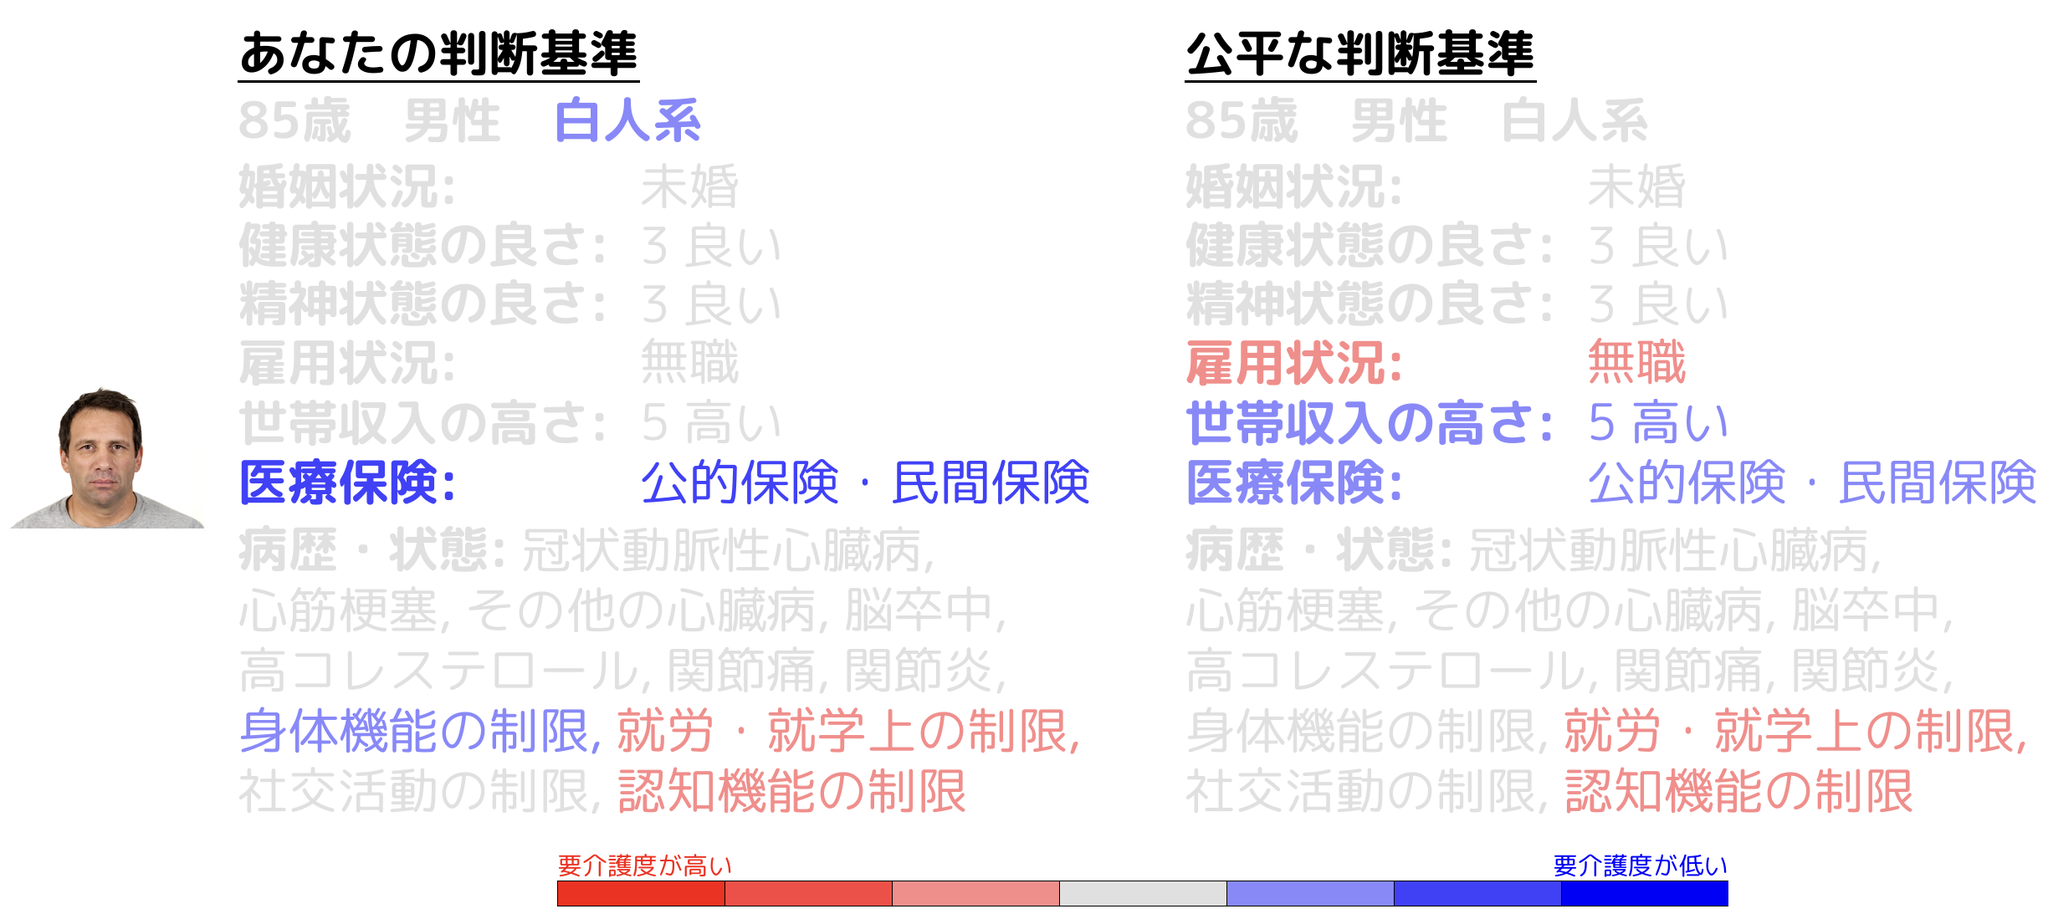 あなたの判断基準
85歳 男性 白人系
婚姻状況: 未婚
健康状態の良さ: 3 良い
精神状態の良さ: 3 良い
雇用状況: 無職
世帯収入の高さ: 5 高い
医療保険: 公的保険・民間保険
病歴・状態: 冠状動脈性心臓病,
心筋梗塞, その他の心臓病, 脳卒中,
高コレステロール, 関節痛, 関節炎,
身体機能の制限, 就労・就学上の制限,
社交活動の制限, 認知機能の制限
公平な判断基準
85歳 男性 白人系
婚姻状況: 未婚
健康状態の良さ: 3 良い
精神状態の良さ: 3 良い
雇用状況: 無職
世帯収入の高さ: 5 高い
医療保険: 公的保険・民間保険
病歴・状態: 冠状動脈性心臓病,
心筋梗塞, その他の心臓病, 脳卒中,
高コレステロール, 関節痛, 関節炎,
身体機能の制限, 就労・就学上の制限,
社交活動の制限, 認知機能の制限
要介護度が高い
要介護度が低い